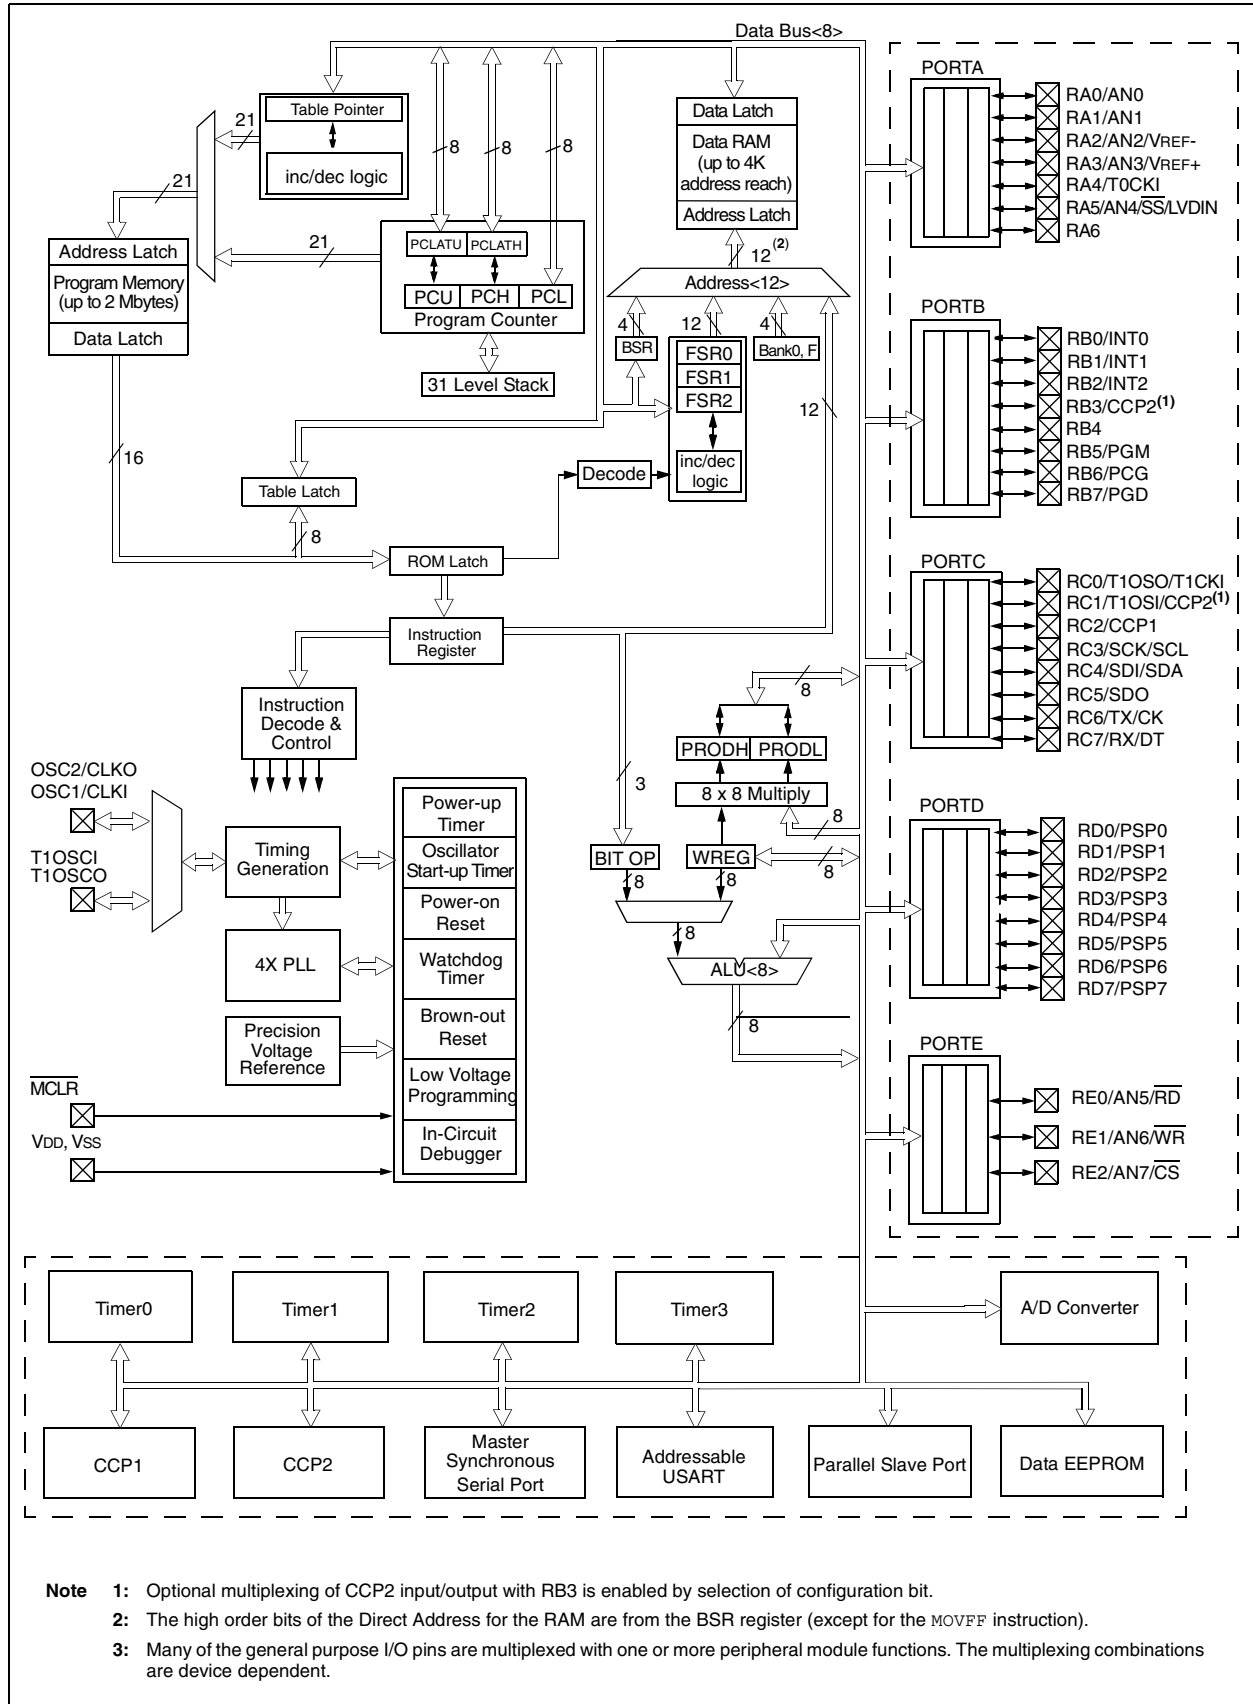 Data Bus<8>
PORTA
Table Pointer
inc/dec logic
21
21
21
8
8
8
Data Latch
Data RAM
(up to 4K
address reach)
Address Latch
12(2)
Address<12>
RA0/AN0
RA1/AN1
RA2/AN2/VREF-
RA3/AN3/VREF+
RA4/T0CKI
RA5/AN4/SS/LVDIN
RA6
Address Latch
Program Memory
(up to 2 Mbytes)
Data Latch
PCLATU
PCLATH
PCU
PCH
PCL
Program Counter
31 Level Stack
4
12
4
BSR
FSR0
FSR1
FSR2
inc/dec
logic
Bank0, F
12
PORTB
RB0/INT0
RB1/INT1
RB2/INT2
RB3/CCP2(1)
RB4
RB5/PGM
RB6/PCG
RB7/PGD
16
Table Latch
8
Decode
ROM Latch
Instruction
Register
PORTC
RC0/T1OSO/T1CKI
RC1/T1OSI/CCP2(1)
RC2/CCP1
RC3/SCK/SCL
RC4/SDI/SDA
RC5/SDO
RC6/TX/CK
RC7/RX/DT
Instruction
Decode &
Control
8
PRODH
PRODL
8 x 8 Multiply
3
8
BIT OP
WREG
8
8
8
8
ALU<8>
8
OSC2/CLKO
OSC1/CLKI
T1OSCI
T1OSCO
Timing
Generation
4X PLL
Precision
Voltage
Reference
MCLR
VDD, VSS
Power-up
Timer
Oscillator
Start-up Timer
Power-on
Reset
Watchdog
Timer
Brown-out
Reset
Low Voltage
Programming
In-Circuit
Debugger
PORTD
RD0/PSP0
RD1/PSP1
RD2/PSP2
RD3/PSP3
RD4/PSP4
RD5/PSP5
RD6/PSP6
RD7/PSP7
PORTE
RE0/AN5/RD
RE1/AN6/WR
RE2/AN7/CS
Timer0
Timer1
Timer2
Timer3
A/D Converter
CCP1
CCP2
Master
Synchronous
Serial Port
Addressable
USART
Parallel Slave Port
Data EEPROM
Note 1: Optional multiplexing of CCP2 input/output with RB3 is enabled by selection of configuration bit.
2: The high order bits of the Direct Address for the RAM are from the BSR register (except for the MOVFF instruction).
3: Many of the general purpose I/O pins are multiplexed with one or more peripheral module functions. The multiplexing combinations
are device dependent.